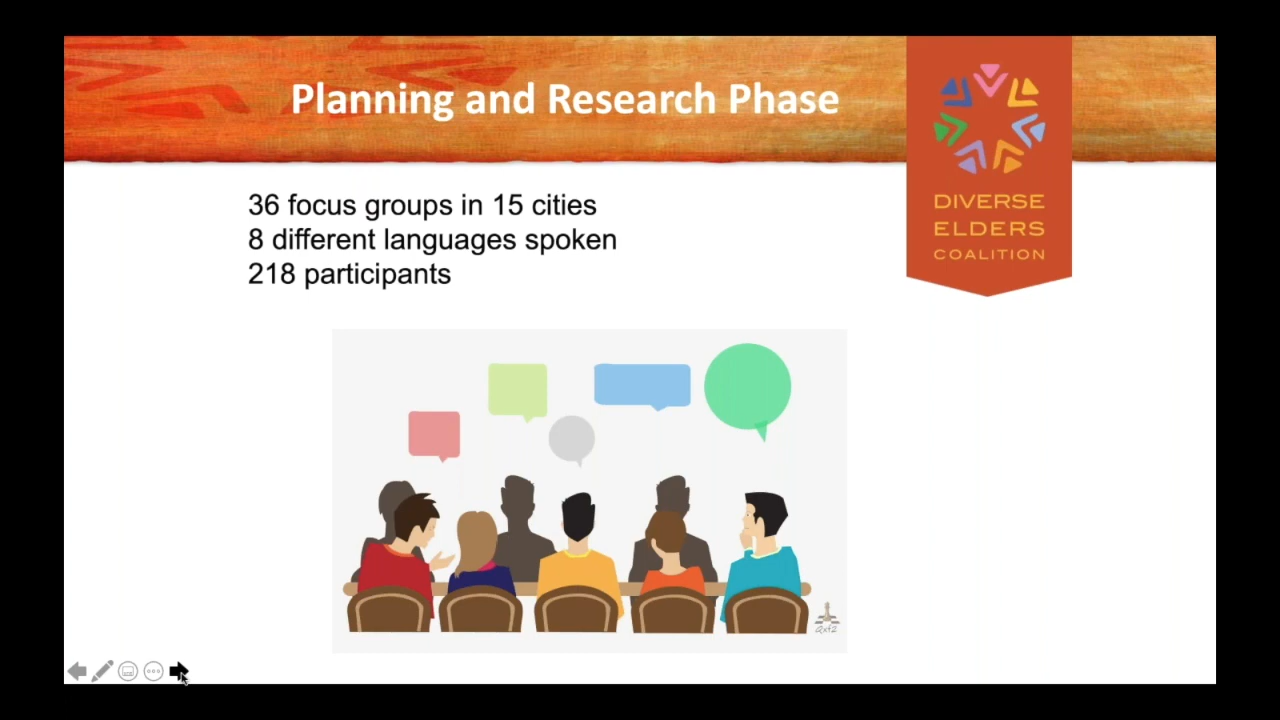 Planning and Research Phase
DIVERSE
ELDERS
COALITION
36 focus groups in 15 cities
8 different languages spoken
218 participants